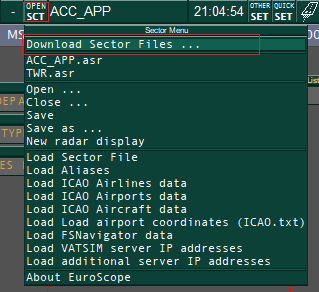 OPEN SCT ACC_APP 21:04:54 OTHER SET QUICK SET
Sector Menu
MS
Download Sector Files ...
ACC_APP.asr
TWR.asr
List
DEPA
Open ...
Close ...
Save
TYP
Save as ...
New radar display
ES
Load Sector File
Load Aliases
Load ICAO Airlines data
Load ICAO Airports data
Load ICAO Aircraft data
Load airport coordinates (ICAO.txt)
Load FSNavigator data
Load VATSIM server IP addresses
Load additional server IP addresses
About EuroScope